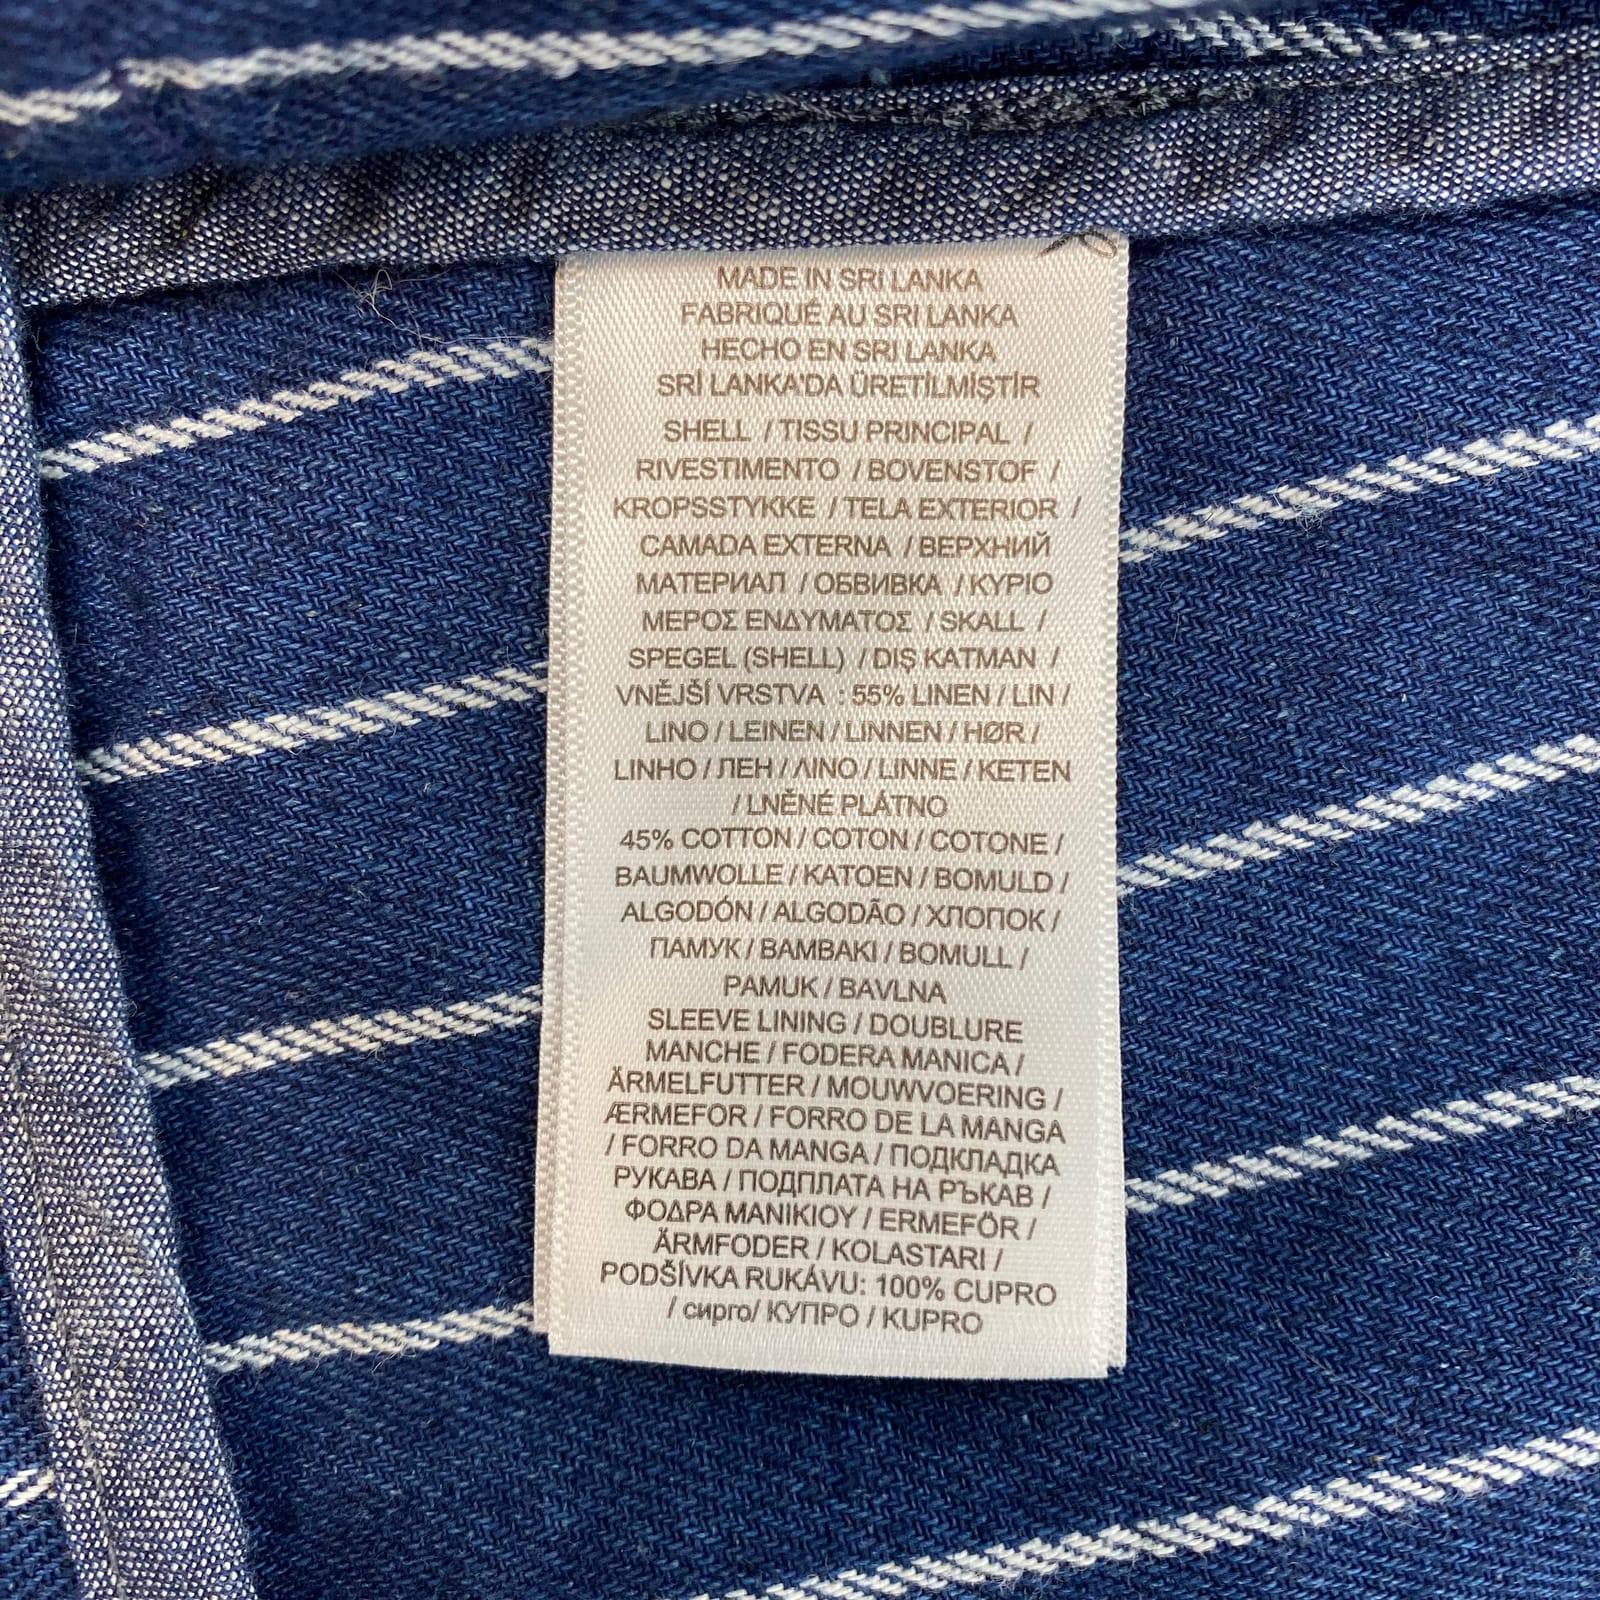 MADE IN SRI LANKA
FABRIQUÉ AU SRI LANKA
HECHO EN SRI LANKA
SRİ LANKA'DA ÜRETİLMİŞTİR
SHELL / TISSU PRINCIPAL /
RIVESTIMENTO / BOVENSTOF /
KROPSSTYKKE / TELA EXTERIOR /
CAMADA EXTERNA / ВЕРХНИЙ
МАТЕРИАЛ / ОБВИВКА / ΚΥΡΙΟ
ΜΕΡΟΣ ΕΝΔΥΜΑΤΟΣ / SKALL /
SPEGEL (SHELL) / DIŞ KATMAN /
VNĚJŠÍ VRSTVA : 55% LINEN / LIN /
LINO / LEINEN / LINNEN / HØR /
LINHO / ЛЕН / ΛΙΝΟ / LINNE / KETEN
/ LNĚNÉ PLÁTNO
45% COTTON / COTON / COTONE /
BAUMWOLLE / KATOEN / BOMULD /
ALGODÓN / ALGODÃO / ХЛОПОК /
ПАМУК / ΒΑΜΒΑΚΙ / BOMULL /
PAMUK / BAVLNA
SLEEVE LINING / DOUBLURE
MANCHE / FODERA MANICA /
ÄRMELFUTTER / MOUWVOERING /
ÆRMEFOR / FORRO DE LA MANGA
/ FORRO DA MANGA / ПОДКЛАДКА
РУКАВА / ПОДПЛАТА НА РЪКАВ /
ΦΟΔΡΑ ΜΑΝΙΚΙΟΥ / ERMEFÖR /
ÄRMFODER / KOLASTARI /
PODŠÍVKA RUKÁVU: 100% CUPRO
/ сиpro/ КУПРО / KUPRO